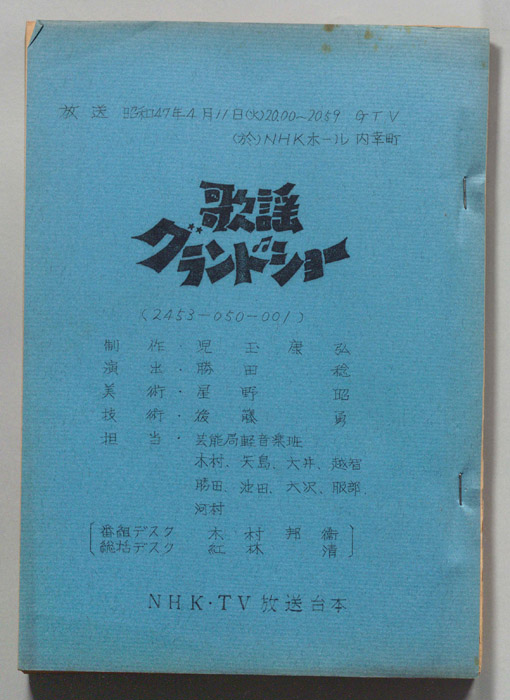 放送 昭和47年4月11日(火)20.00〜20.59 GTV
(於)NHKホール 内幸町
歌謡
グランドショー
(2453-050-001)
制作・児玉康弘
演出・勝田稔
美術・星野昭
技術・後藤勇
担当・芸能局軽音楽班
木村、矢島、大井、越智
勝田、池田、大沢、服部、
河村
番組デスク 木村邦衛
総括デスク 紅林清
NHK・TV放送台本